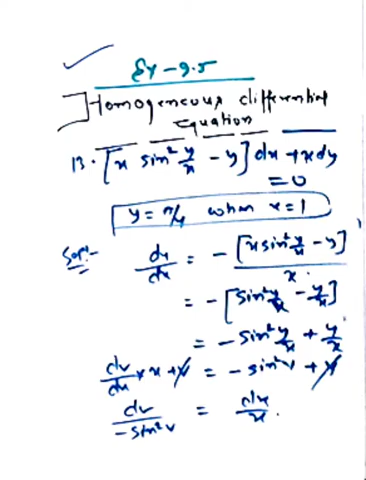 Ex-9.5
Homogeneous differential
Equation
13. [x sin² y/x - y]dx + x dy
= 0
y = π/4 when x = 1
Solⁿ:- dy/dx = - [x sin² y/x - y] / x
= - [sin² y/x - y/x]
= - sin² y/x + y/x
dv/dx × x + v = - sin² v + v
dv / - sin² v = dx/x.